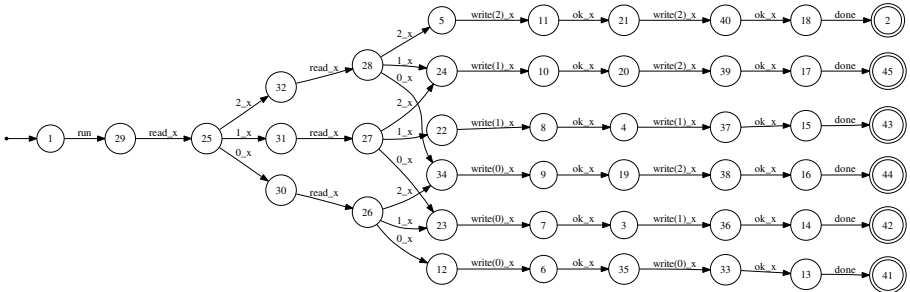 5 write(2)_x 11 ok_x 21 write(2)_x 40 ok_x 18 done 2
2_x
28 1_x 24 write(1)_x 10 ok_x 20 write(2)_x 39 ok_x 17 done 45
0_x
32 read_x
2_x
2_x
1 run 29 read_x 25 1_x 31 read_x 27 1_x 22 write(1)_x 8 ok_x 4 write(1)_x 37 ok_x 15 done 43
0_x
0_x
34 write(0)_x 9 ok_x 19 write(2)_x 38 ok_x 16 done 44
30 read_x 26 2_x
1_x 23 write(0)_x 7 ok_x 3 write(1)_x 36 ok_x 14 done 42
0_x
12 write(0)_x 6 ok_x 35 write(0)_x 33 ok_x 13 done 41